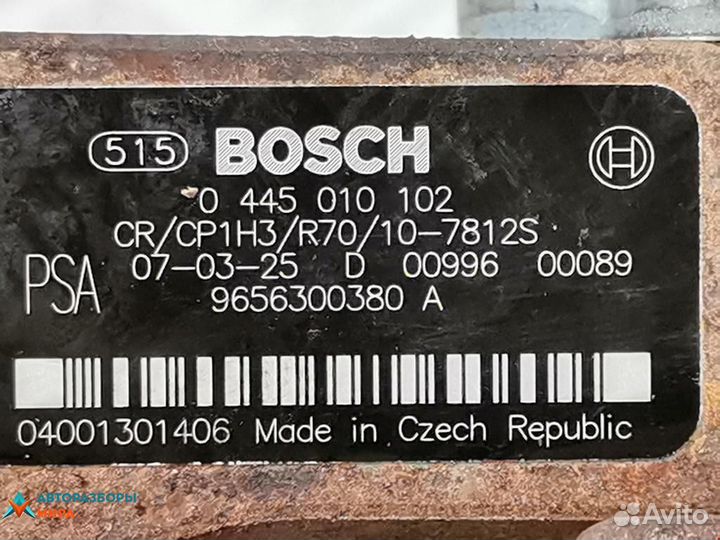 515 BOSCH
0 445 010 102
CR/CP1H3/R70/10-7812S
07-03-25 D 00996 00089
PSA 9656300380 A
04001301406 Made in Czech Republic
АВТОРАЗБОРЫ
Avito